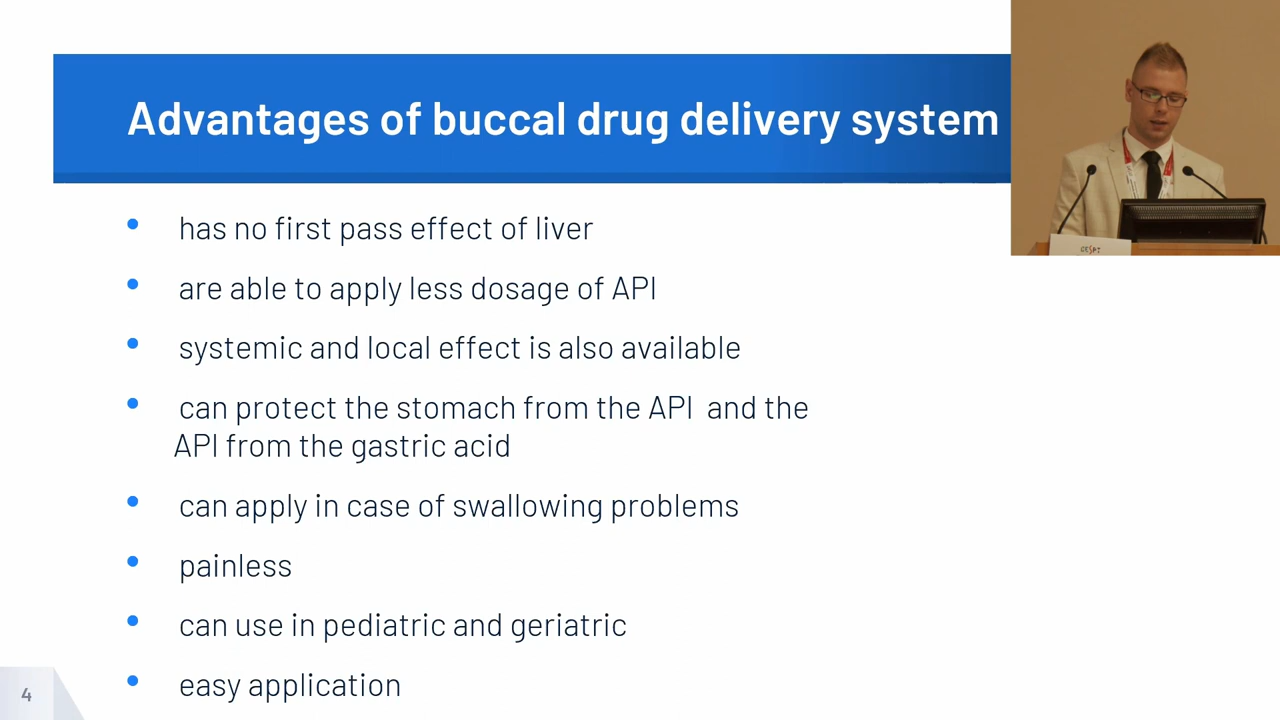 Advantages of buccal drug delivery system
• has no first pass effect of liver
• are able to apply less dosage of API
• systemic and local effect is also available
• can protect the stomach from the API and the
API from the gastric acid
• can apply in case of swallowing problems
• painless
• can use in pediatric and geriatric
• easy application
4